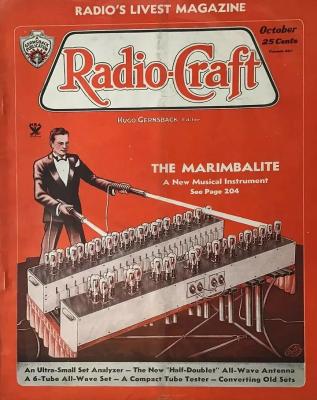 RADIO'S LIVEST MAGAZINE
October
25 Cents
Radio-Craft
HUGO GERNSBACK Editor
THE MARIMBALITE
A New Musical Instrument
See Page 204
An Ultra-Small Set Analyzer — The New "Half-Doublet" All-Wave Antenna
A 6-Tube All-Wave Set — A Compact Tube Tester — Converting Old Sets